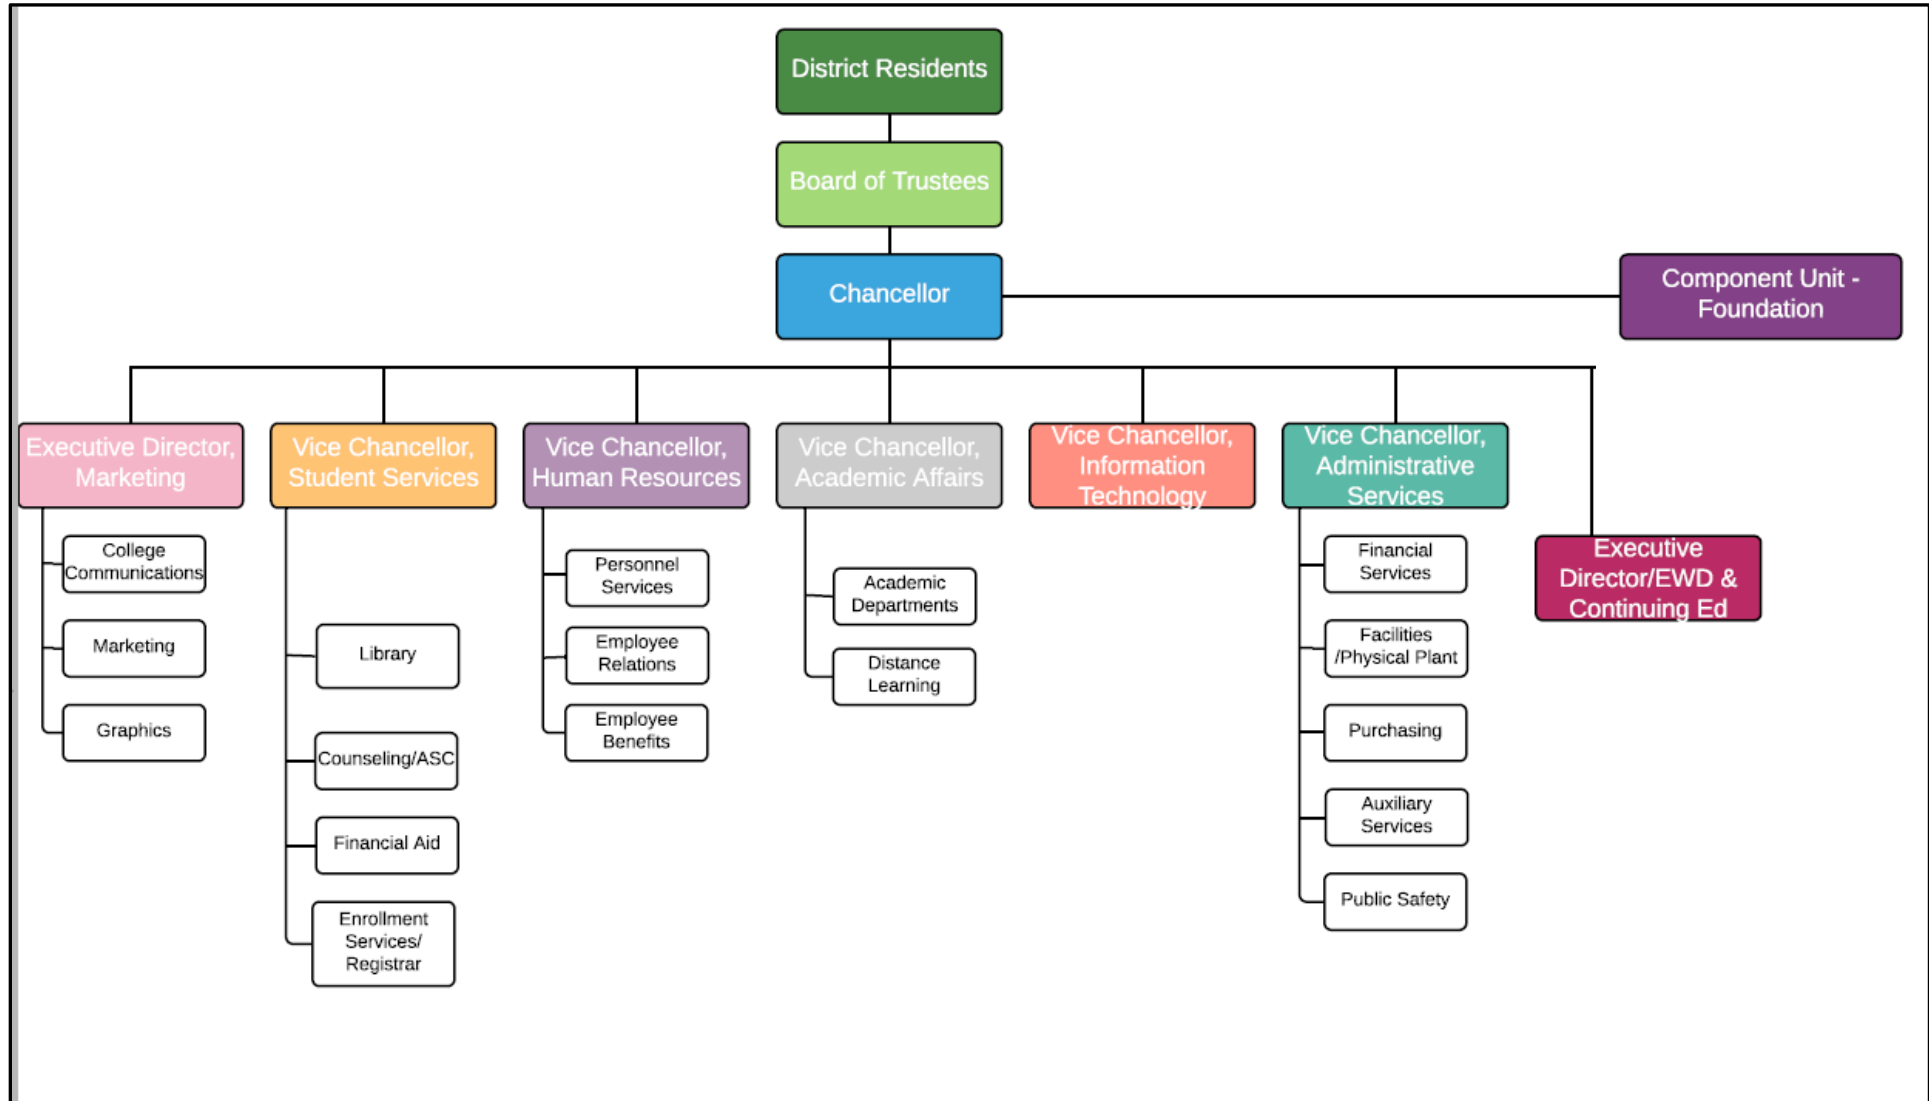 District Residents
Board of Trustees
Chancellor
Component Unit -
Foundation
Executive Director,
Marketing
Vice Chancellor,
Student Services
Vice Chancellor,
Human Resources
Vice Chancellor,
Academic Affairs
Vice Chancellor,
Information
Technology
Vice Chancellor,
Administrative
Services
Executive
Director/EWD &
Continuing Ed
College
Communications
Marketing
Graphics
Library
Counseling/ASC
Financial Aid
Enrollment
Services/
Registrar
Personnel
Services
Employee
Relations
Employee
Benefits
Academic
Departments
Distance
Learning
Financial
Services
Facilities
/Physical Plant
Purchasing
Auxiliary
Services
Public Safety